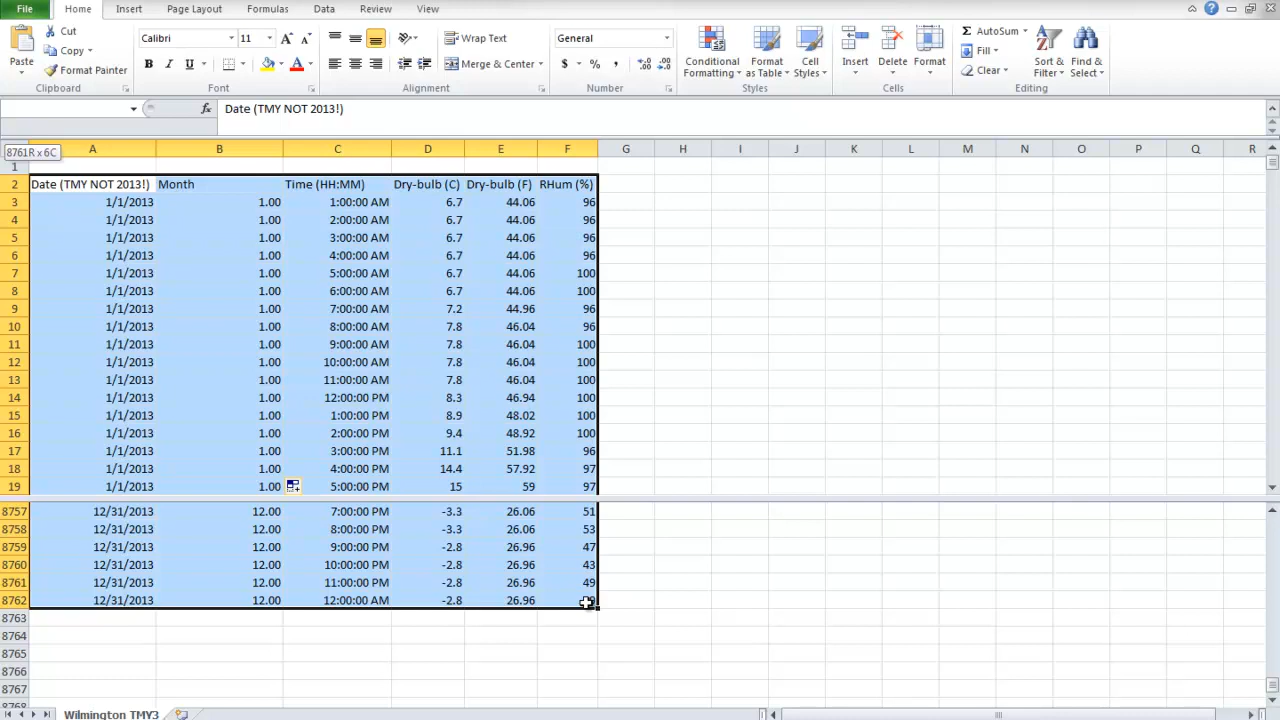 File Home Insert Page Layout Formulas Data Review View
Cut
Copy
Format Painter
Paste
Calibri 11
B I U
Wrap Text
Merge & Center
General
$ % ,
Conditional Formatting
Format as Table
Cell Styles
Insert
Delete
Format
AutoSum
Fill
Clear
Sort & Filter
Find & Select
Clipboard Font Alignment Number Styles Cells Editing
fx Date (TMY NOT 2013!)
8761R x 6C
A B C D E F G H I J K L M N O P Q R
1
2 Date (TMY NOT 2013!) Month Time (HH:MM) Dry-bulb (C) Dry-bulb (F) RHum (%)
3 1/1/2013 1.00 1:00:00 AM 6.7 44.06 96
4 1/1/2013 1.00 2:00:00 AM 6.7 44.06 96
5 1/1/2013 1.00 3:00:00 AM 6.7 44.06 96
6 1/1/2013 1.00 4:00:00 AM 6.7 44.06 96
7 1/1/2013 1.00 5:00:00 AM 6.7 44.06 100
8 1/1/2013 1.00 6:00:00 AM 6.7 44.06 100
9 1/1/2013 1.00 7:00:00 AM 7.2 44.96 96
10 1/1/2013 1.00 8:00:00 AM 7.8 46.04 96
11 1/1/2013 1.00 9:00:00 AM 7.8 46.04 100
12 1/1/2013 1.00 10:00:00 AM 7.8 46.04 100
13 1/1/2013 1.00 11:00:00 AM 7.8 46.04 100
14 1/1/2013 1.00 12:00:00 PM 8.3 46.94 100
15 1/1/2013 1.00 1:00:00 PM 8.9 48.02 100
16 1/1/2013 1.00 2:00:00 PM 9.4 48.92 100
17 1/1/2013 1.00 3:00:00 PM 11.1 51.98 96
18 1/1/2013 1.00 4:00:00 PM 14.4 57.92 97
19 1/1/2013 1.00 5:00:00 PM 15 59 97
8757 12/31/2013 12.00 7:00:00 PM -3.3 26.06 51
8758 12/31/2013 12.00 8:00:00 PM -3.3 26.06 53
8759 12/31/2013 12.00 9:00:00 PM -2.8 26.96 47
8760 12/31/2013 12.00 10:00:00 PM -2.8 26.96 43
8761 12/31/2013 12.00 11:00:00 PM -2.8 26.96 49
8762 12/31/2013 12.00 12:00:00 AM -2.8 26.96
8763
8764
8765
8766
8767
8768
Wilmington TMY3